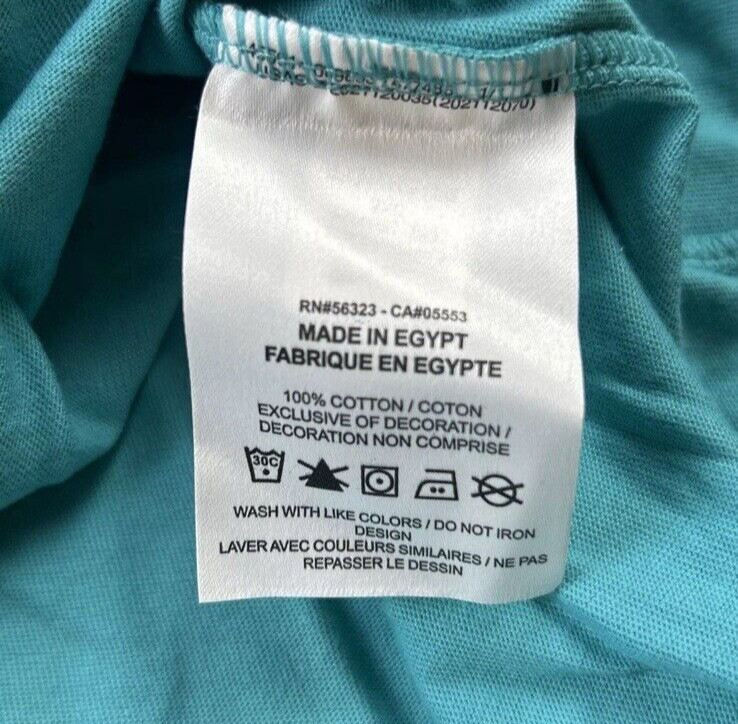 (202112070)
RN#56323 - CA#05553
MADE IN EGYPT
FABRIQUE EN EGYPTE
100% COTTON / COTON
EXCLUSIVE OF DECORATION /
DECORATION NON COMPRISE
30C
WASH WITH LIKE COLORS / DO NOT IRON
DESIGN
LAVER AVEC COULEURS SIMILAIRES / NE PAS
REPASSER LE DESSIN